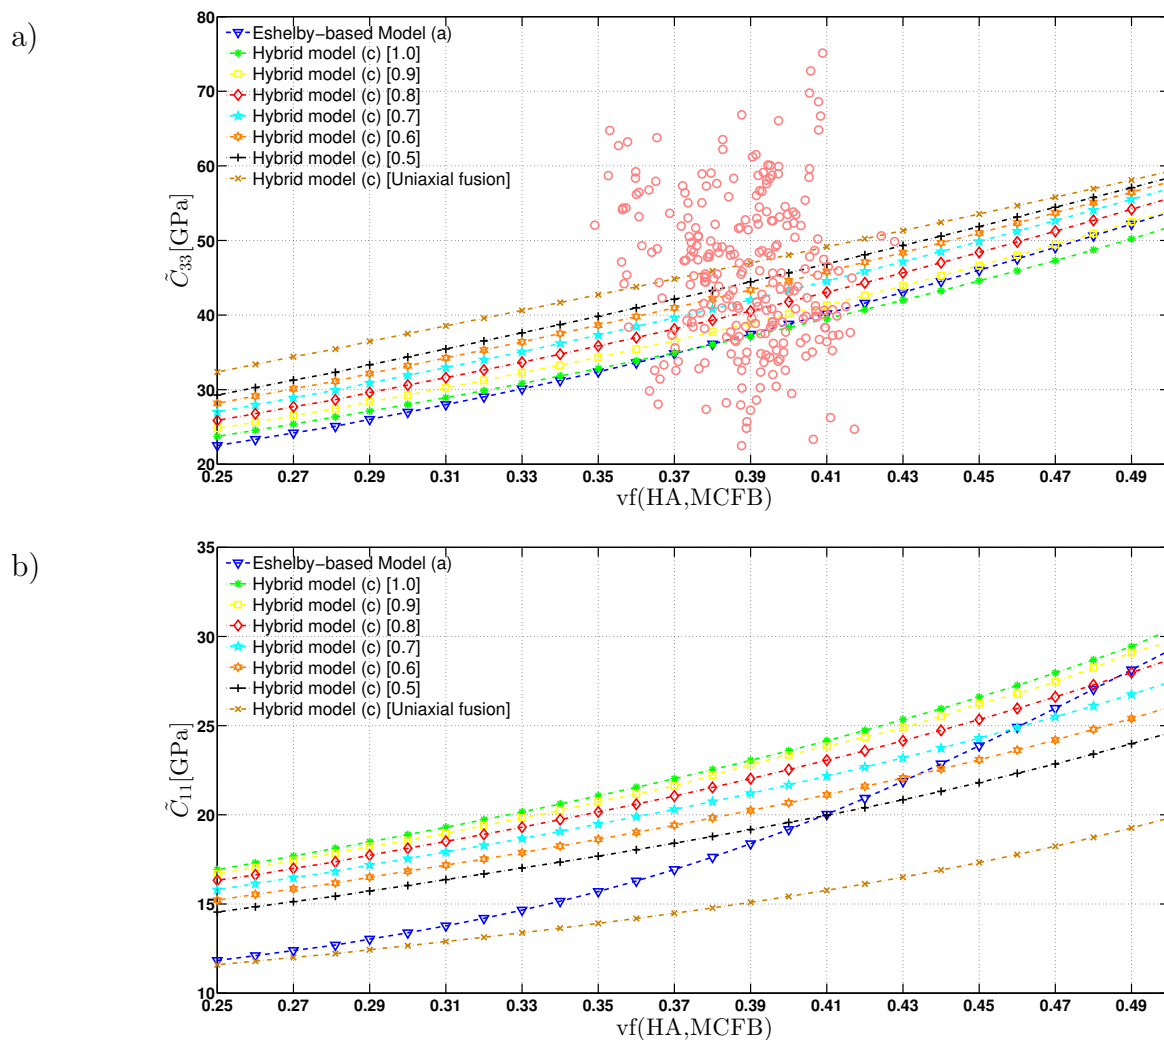 a)
80
70
60
50
40
30
20
C̃33[GPa]
Eshelby−based Model (a)
Hybrid model (c) [1.0]
Hybrid model (c) [0.9]
Hybrid model (c) [0.8]
Hybrid model (c) [0.7]
Hybrid model (c) [0.6]
Hybrid model (c) [0.5]
Hybrid model (c) [Uniaxial fusion]
0.25 0.27 0.29 0.31 0.33 0.35 0.37 0.39 0.41 0.43 0.45 0.47 0.49
vf(HA,MCFB)
b)
35
30
25
20
15
10
C̃11[GPa]
Eshelby−based Model (a)
Hybrid model (c) [1.0]
Hybrid model (c) [0.9]
Hybrid model (c) [0.8]
Hybrid model (c) [0.7]
Hybrid model (c) [0.6]
Hybrid model (c) [0.5]
Hybrid model (c) [Uniaxial fusion]
0.25 0.27 0.29 0.31 0.33 0.35 0.37 0.39 0.41 0.43 0.45 0.47 0.49
vf(HA,MCFB)